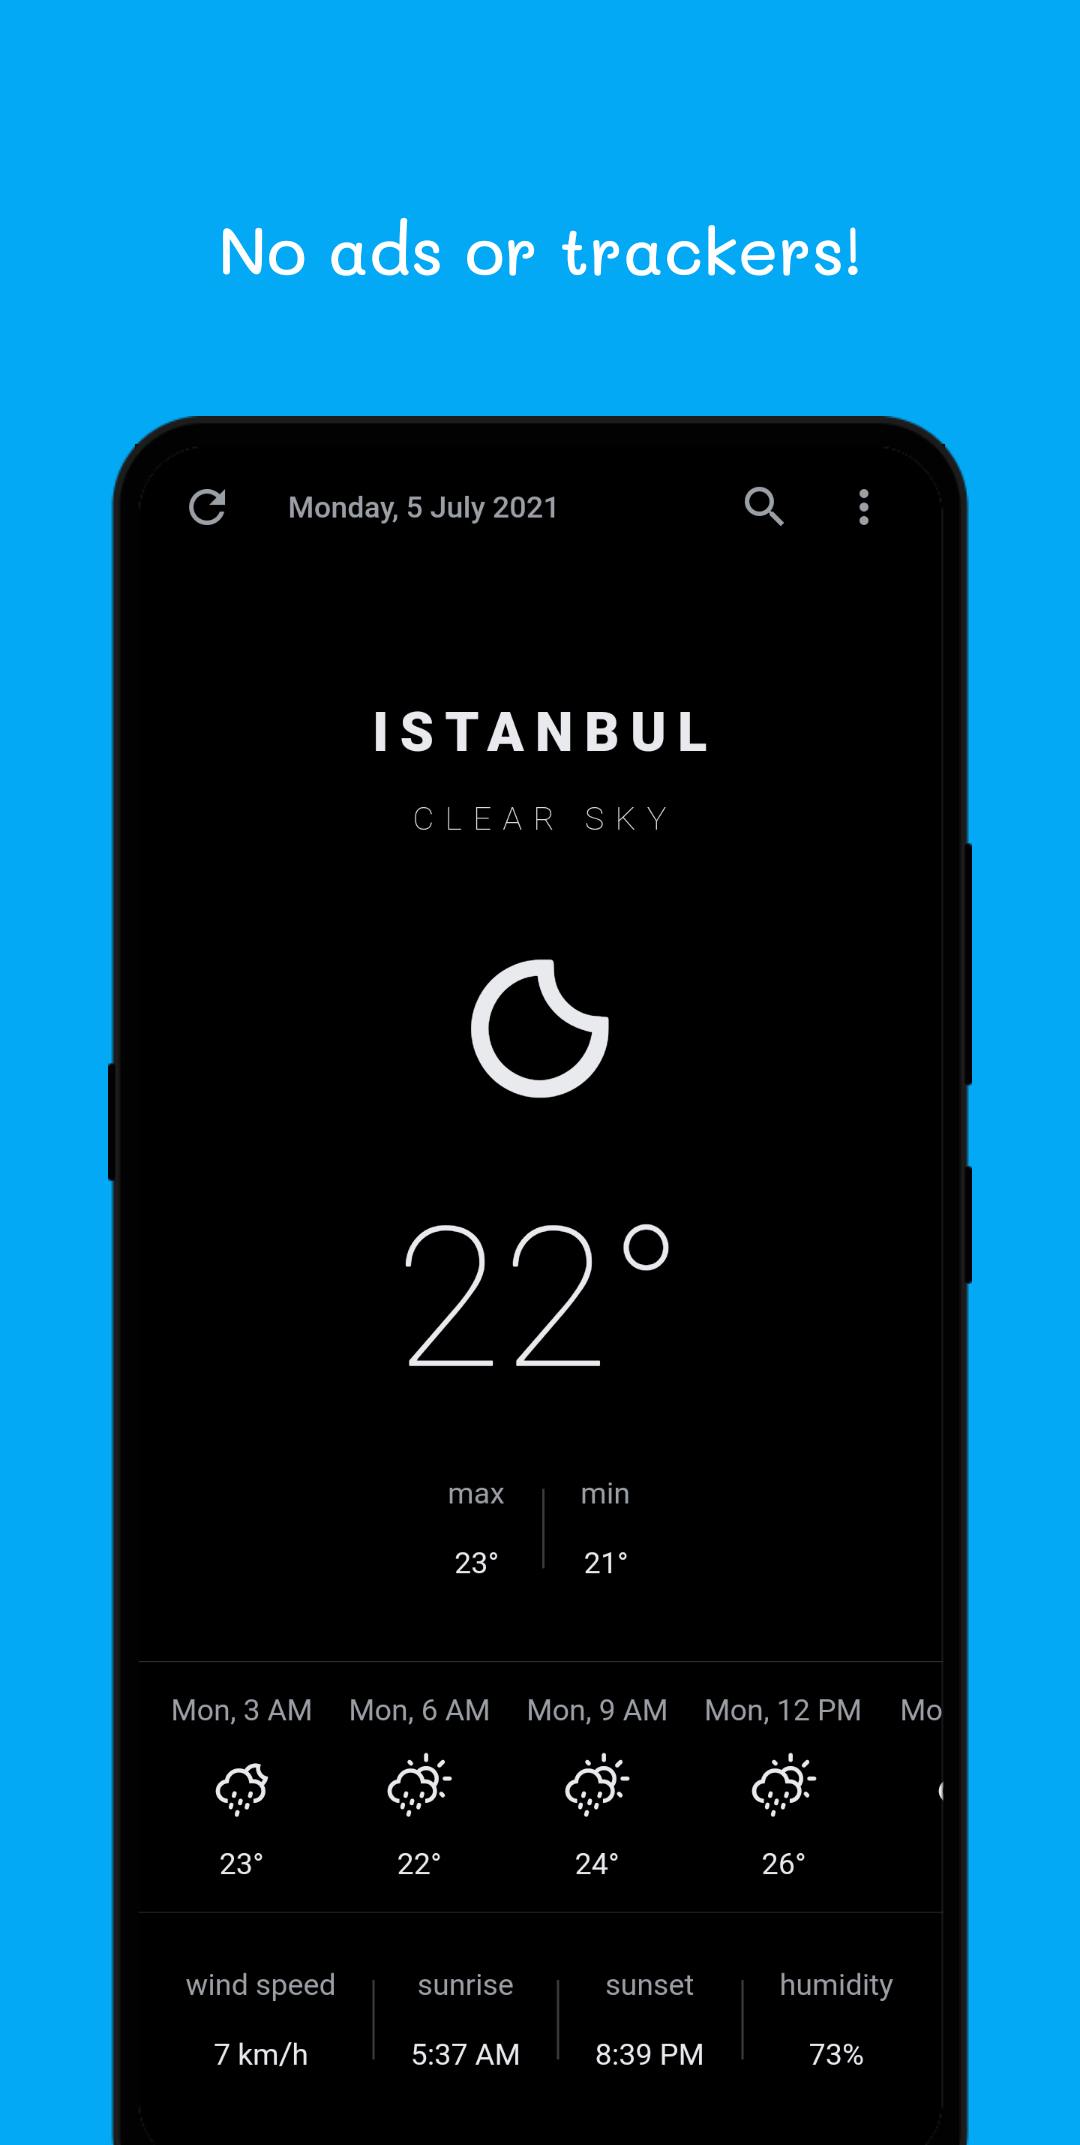 No ads or trackers!
Monday, 5 July 2021
ISTANBUL
CLEAR SKY
22°
max min
23° 21°
Mon, 3 AM Mon, 6 AM Mon, 9 AM Mon, 12 PM Mo
23° 22° 24° 26°
wind speed sunrise sunset humidity
7 km/h 5:37 AM 8:39 PM 73%